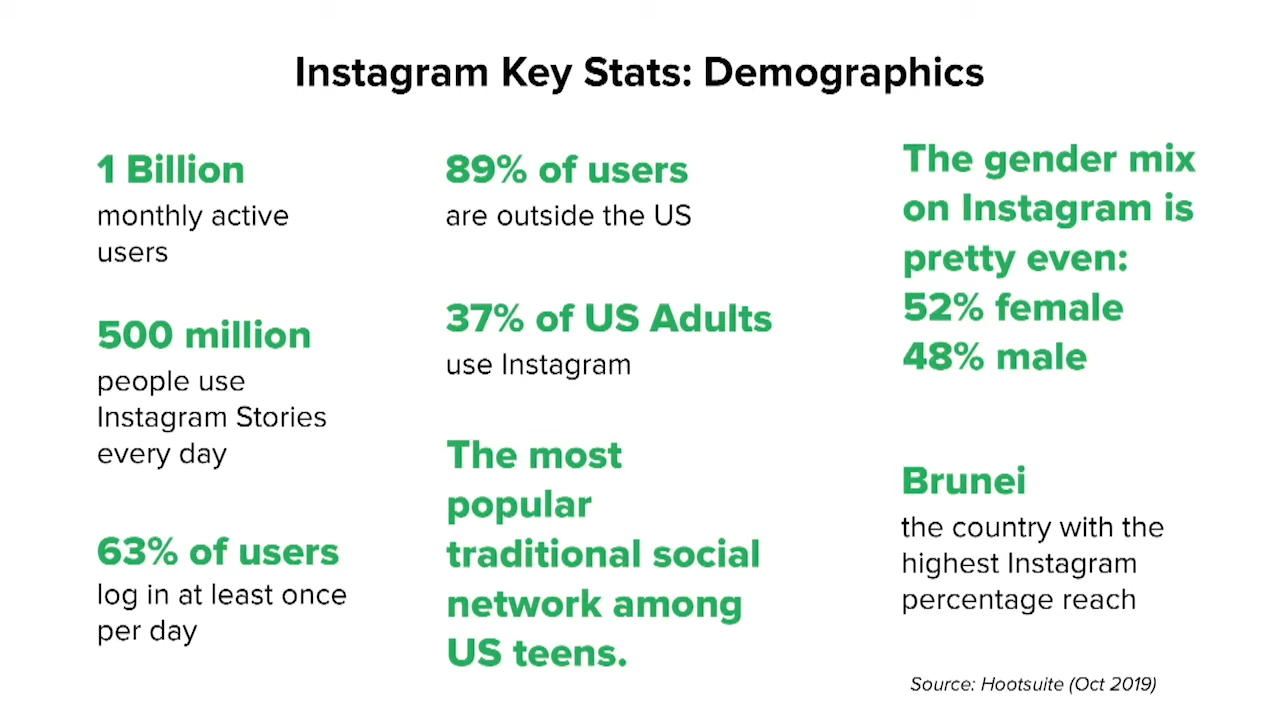 Instagram Key Stats: Demographics
1 Billion
monthly active
users
500 million
people use
Instagram Stories
every day
63% of users
log in at least once
per day
89% of users
are outside the US
37% of US Adults
use Instagram
The most
popular
traditional social
network among
US teens.
The gender mix
on Instagram is
pretty even:
52% female
48% male
Brunei
the country with the
highest Instagram
percentage reach
Source: Hootsuite (Oct 2019)